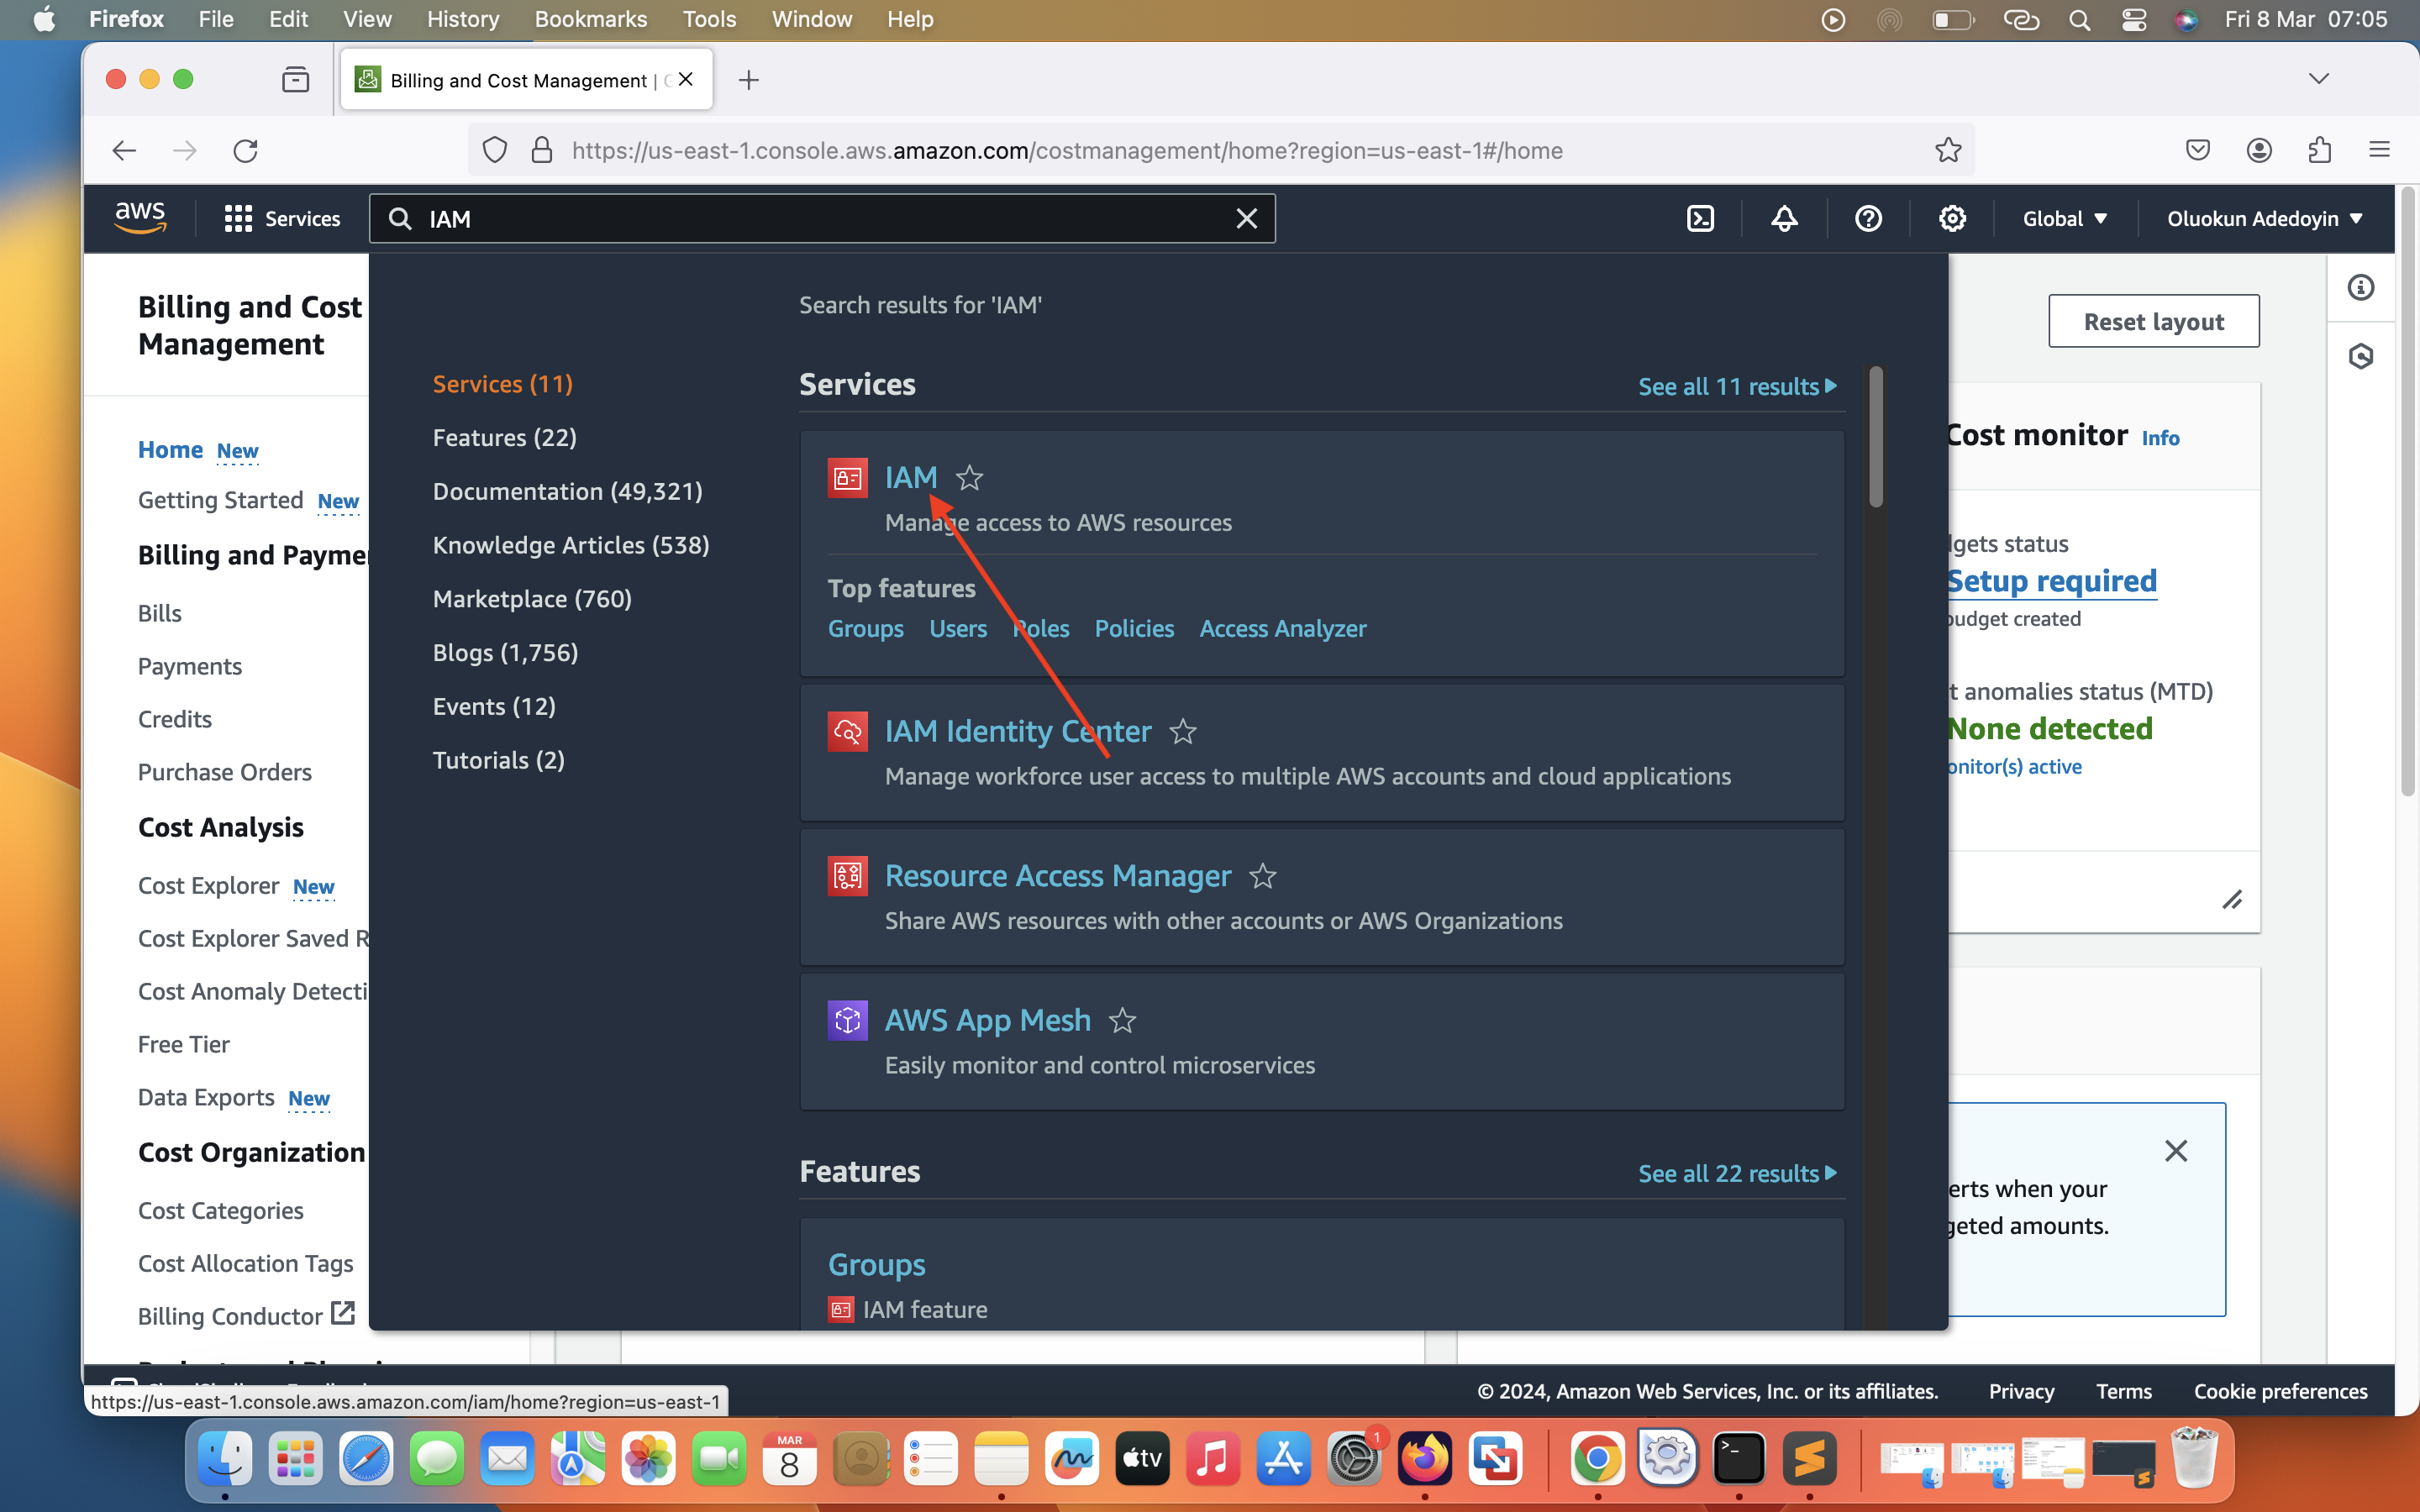 Firefox File Edit View History Bookmarks Tools Window Help Fri 8 Mar 07:05
Billing and Cost Management |
https://us-east-1.console.aws.amazon.com/costmanagement/home?region=us-east-1#/home
aws Services IAM Global Oluokun Adedoyin
Billing and Cost
Management
Home New
Getting Started New
Billing and Payme
Bills
Payments
Credits
Purchase Orders
Cost Analysis
Cost Explorer New
Cost Explorer Saved R
Cost Anomaly Detecti
Free Tier
Data Exports New
Cost Organization
Cost Categories
Cost Allocation Tags
Billing Conductor
Search results for 'IAM'
Services (11)
Features (22)
Documentation (49,321)
Knowledge Articles (538)
Marketplace (760)
Blogs (1,756)
Events (12)
Tutorials (2)
Services See all 11 results
IAM
Manage access to AWS resources
Top features
Groups Users Roles Policies Access Analyzer
IAM Identity Center
Manage workforce user access to multiple AWS accounts and cloud applications
Resource Access Manager
Share AWS resources with other accounts or AWS Organizations
AWS App Mesh
Easily monitor and control microservices
Features See all 22 results
Groups
IAM feature
Reset layout
Cost monitor Info
gets status
Setup required
budget created
t anomalies status (MTD)
None detected
onitor(s) active
erts when your
geted amounts.
© 2024, Amazon Web Services, Inc. or its affiliates. Privacy Terms Cookie preferences
https://us-east-1.console.aws.amazon.com/iam/home?region=us-east-1
MAR
8
tv
1